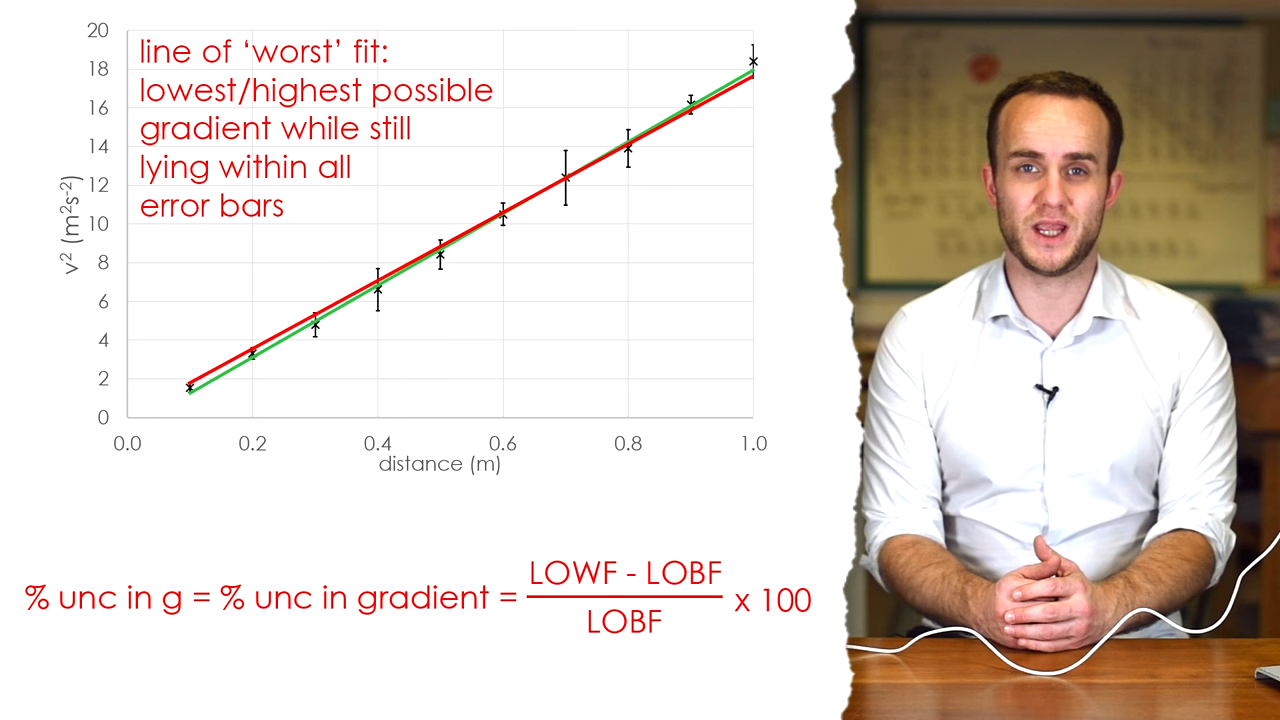 line of ‘worst’ fit:
lowest/highest possible
gradient while still
lying within all
error bars
v² (m²s⁻²)
20
18
16
14
12
10
8
6
4
2
0
0.0 0.2 0.4 0.6 0.8 1.0
distance (m)
% unc in g = % unc in gradient = LOWF - LOBF / LOBF x 100